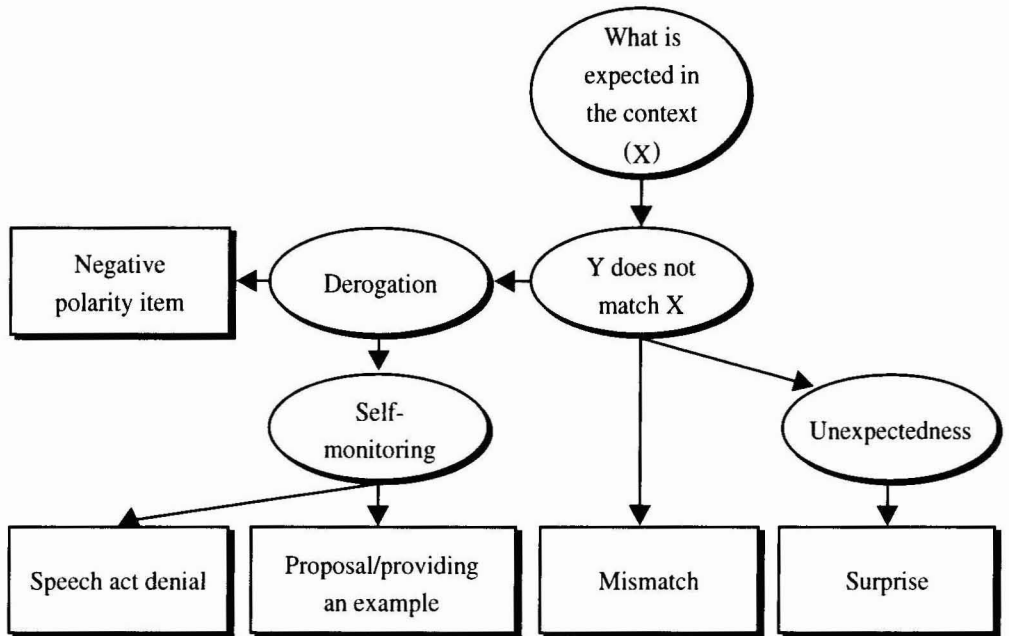 What is
expected in
the context
(X)
Negative
polarity item
Derogation
Y does not
match X
Self-
monitoring
Unexpectedness
Speech act denial
Proposal/providing
an example
Mismatch
Surprise